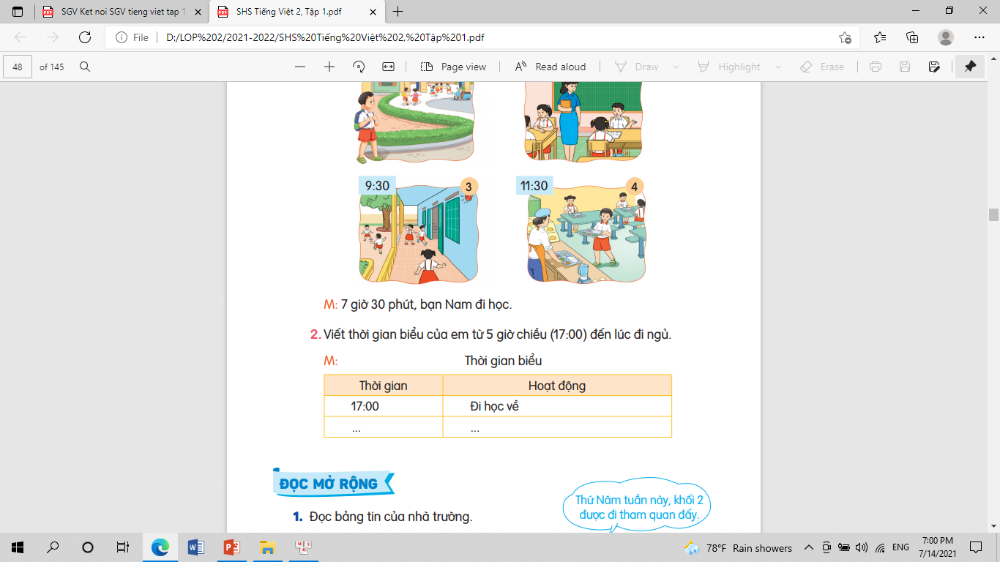 SGV Ket noi SGV tieng viet tap 1
SHS Tiếng Việt 2, Tập 1.pdf
File
D:/LOP%202/2021-2022/SHS%20Tiếng%20Việt%202,%20Tập%201.pdf
48 of 145
Page view
Read aloud
Draw
Highlight
Erase
9:30
3
11:30
4
M: 7 giờ 30 phút, bạn Nam đi học.
2. Viết thời gian biểu của em từ 5 giờ chiều (17:00) đến lúc đi ngủ.
M: Thời gian biểu
Thời gian Hoạt động
17:00 Đi học về
... ...
ĐỌC MỞ RỘNG
Thứ Năm tuần này, khối 2
được đi tham quan đấy.
1. Đọc bảng tin của nhà trường.
78°F Rain showers
ENG
7:00 PM
7/14/2021